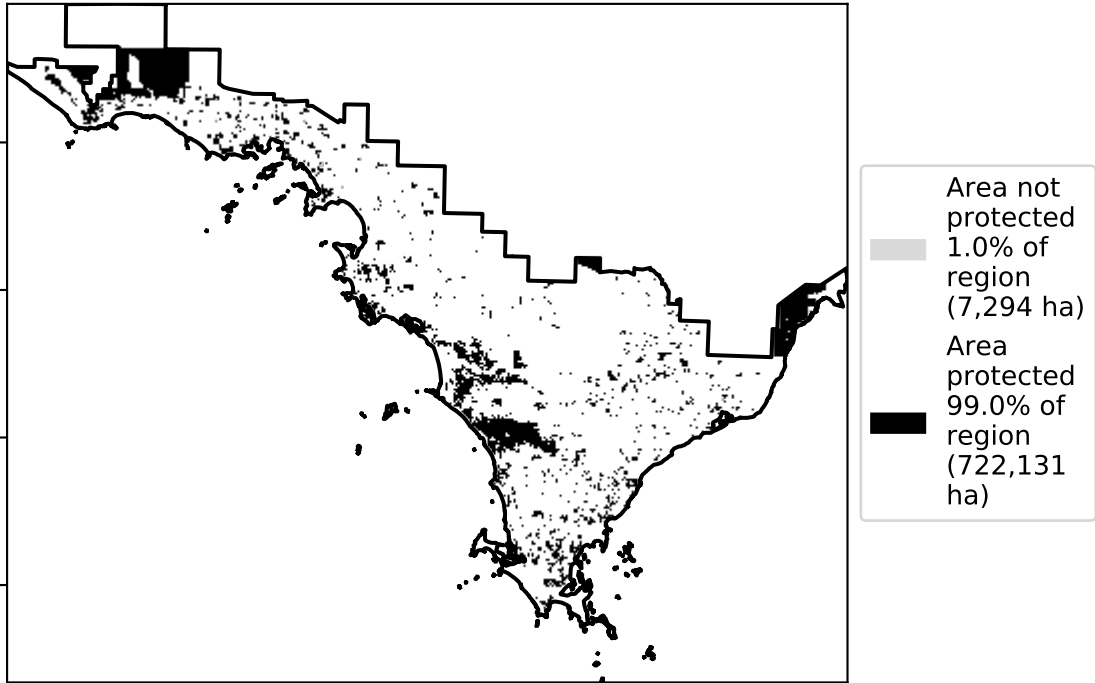 Area not
protected
1.0% of
region
(7,294 ha)
Area
protected
99.0% of
region
(722,131
ha)